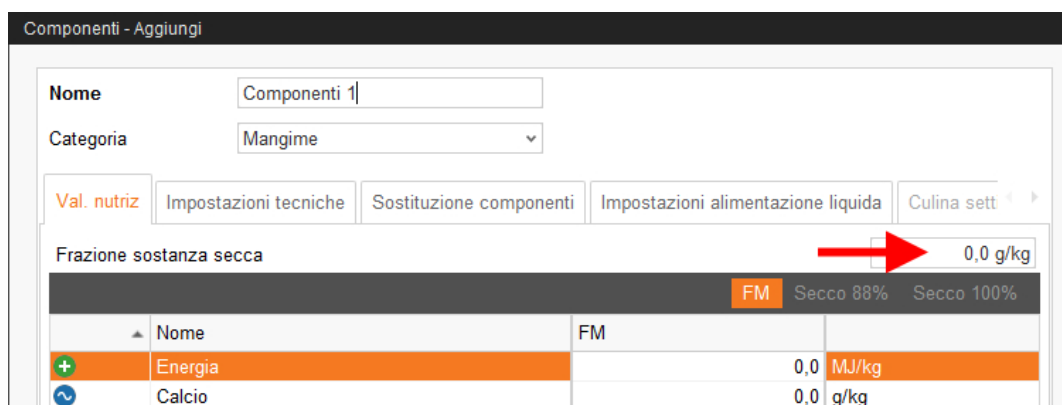 Componenti - Aggiungi
Nome Componenti 1
Categoria Mangime
Val. nutriz Impostazioni tecniche Sostituzione componenti Impostazioni alimentazione liquida Culina setti
Frazione sostanza secca 0,0 g/kg
FM Secco 88% Secco 100%
Nome FM
Energia 0,0 MJ/kg
Calcio 0,0 g/kg